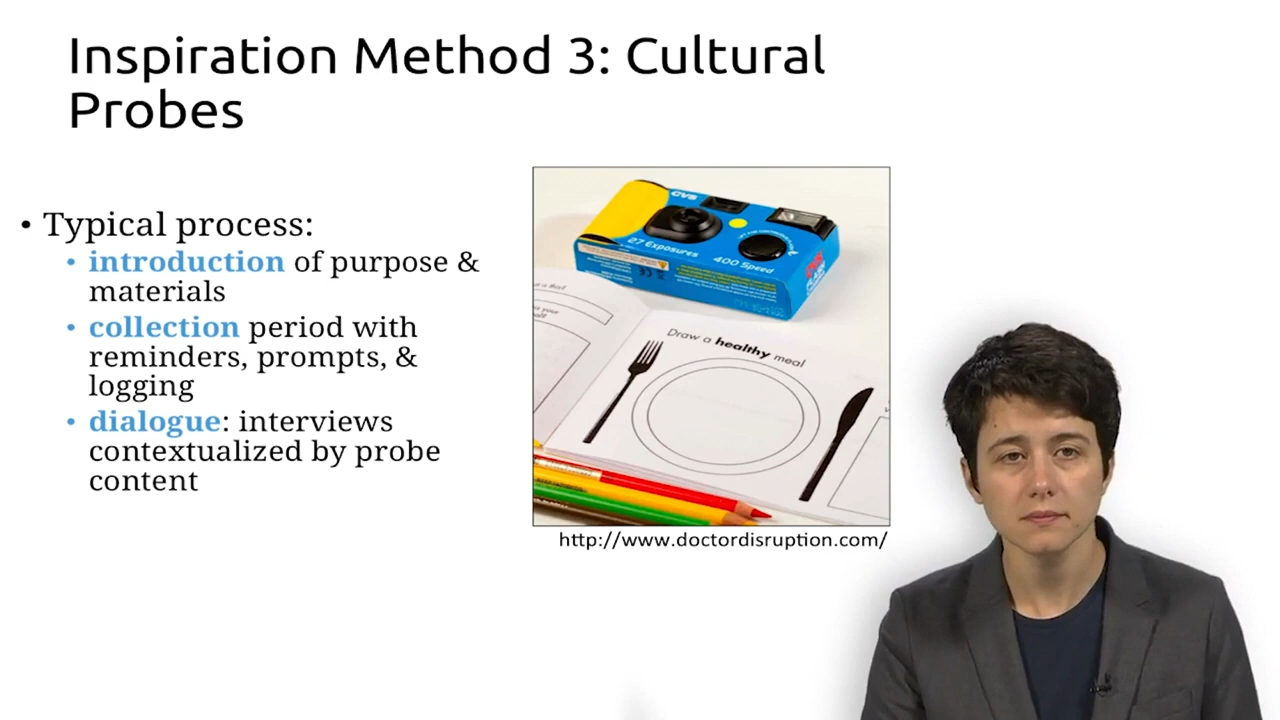 Inspiration Method 3: Cultural
Probes
• Typical process:
• introduction of purpose &
materials
• collection period with
reminders, prompts, &
logging
• dialogue: interviews
contextualized by probe
content
CVS
27 Exposures
400 Speed
Draw a healthy meal
http://www.doctordisruption.com/